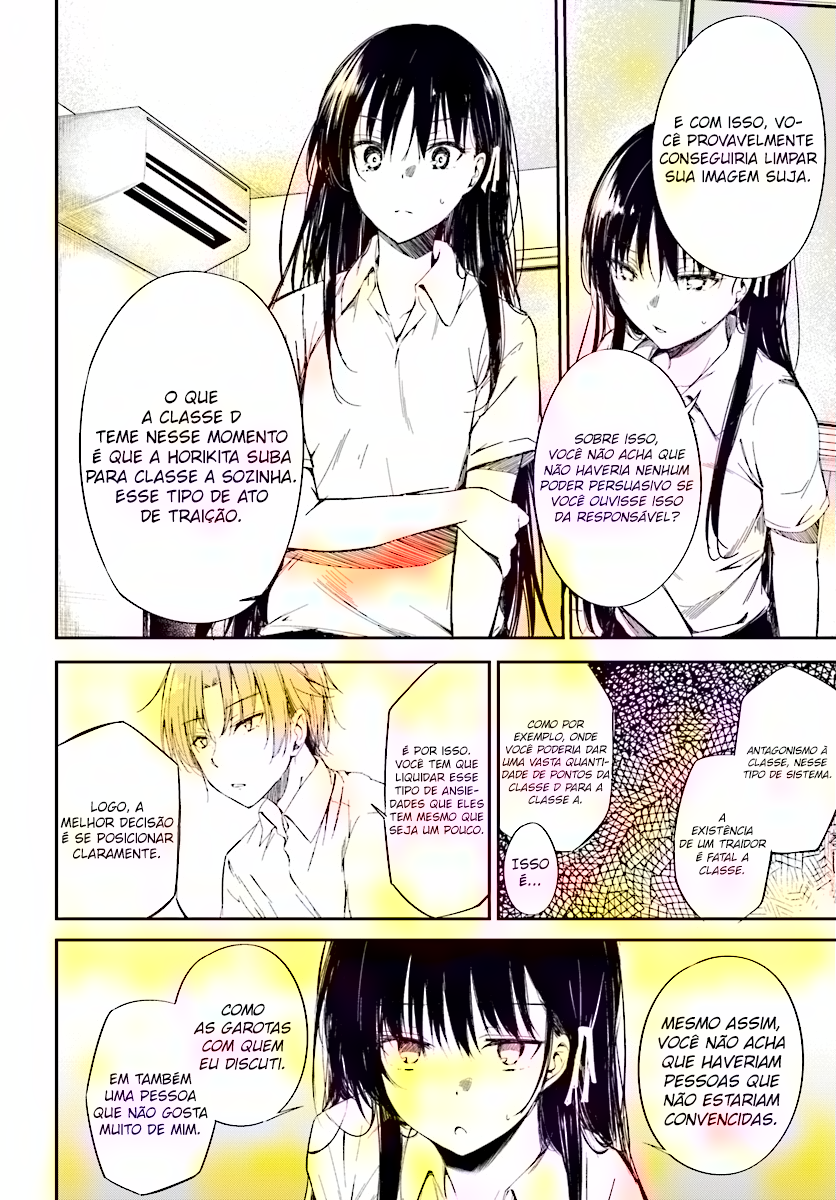 E COM ISSO, VO-
CÊ PROVAVELMENTE
CONSEGUIRIA LIMPAR
SUA IMAGEM SUJA.
SOBRE ISSO,
VOCÊ NÃO ACHA QUE
NÃO HAVERIA NENHUM
PODER PERSUASIVO SE
VOCÊ OUVISSE ISSO
DA RESPONSÁVEL?
O QUE
A CLASSE D
TEME NESSE MOMENTO
É QUE A HORIKITA SUBA
PARA CLASSE A SOZINHA.
ESSE TIPO DE ATO
DE TRAIÇÃO.
ANTAGONISMO À
CLASSE, NESSE
TIPO DE SISTEMA.
A
EXISTÊNCIA
DE UM TRAIDOR
É FATAL A
CLASSE.
COMO POR
EXEMPLO, ONDE
VOCÊ PODERIA DAR
UMA VASTA QUANTI-
DADE DE PONTOS DA
CLASSE D PARA A
CLASSE A.
ISSO
É...
É POR ISSO.
VOCÊ TEM QUE
LIQUIDAR ESSE
TIPO DE ANSIE-
DADES QUE ELES
TEM MESMO QUE
SEJA UM POUCO.
LOGO, A
MELHOR DECISÃO
É SE POSICIONAR
CLARAMENTE.
MESMO ASSIM,
VOCÊ NÃO ACHA
QUE HAVERIAM
PESSOAS QUE
NÃO ESTARIAM
CONVENCIDAS.
COMO
AS GAROTAS
COM QUEM
EU DISCUTI.
EM TAMBÉM
UMA PESSOA
QUE NÃO GOSTA
MUITO DE MIM.